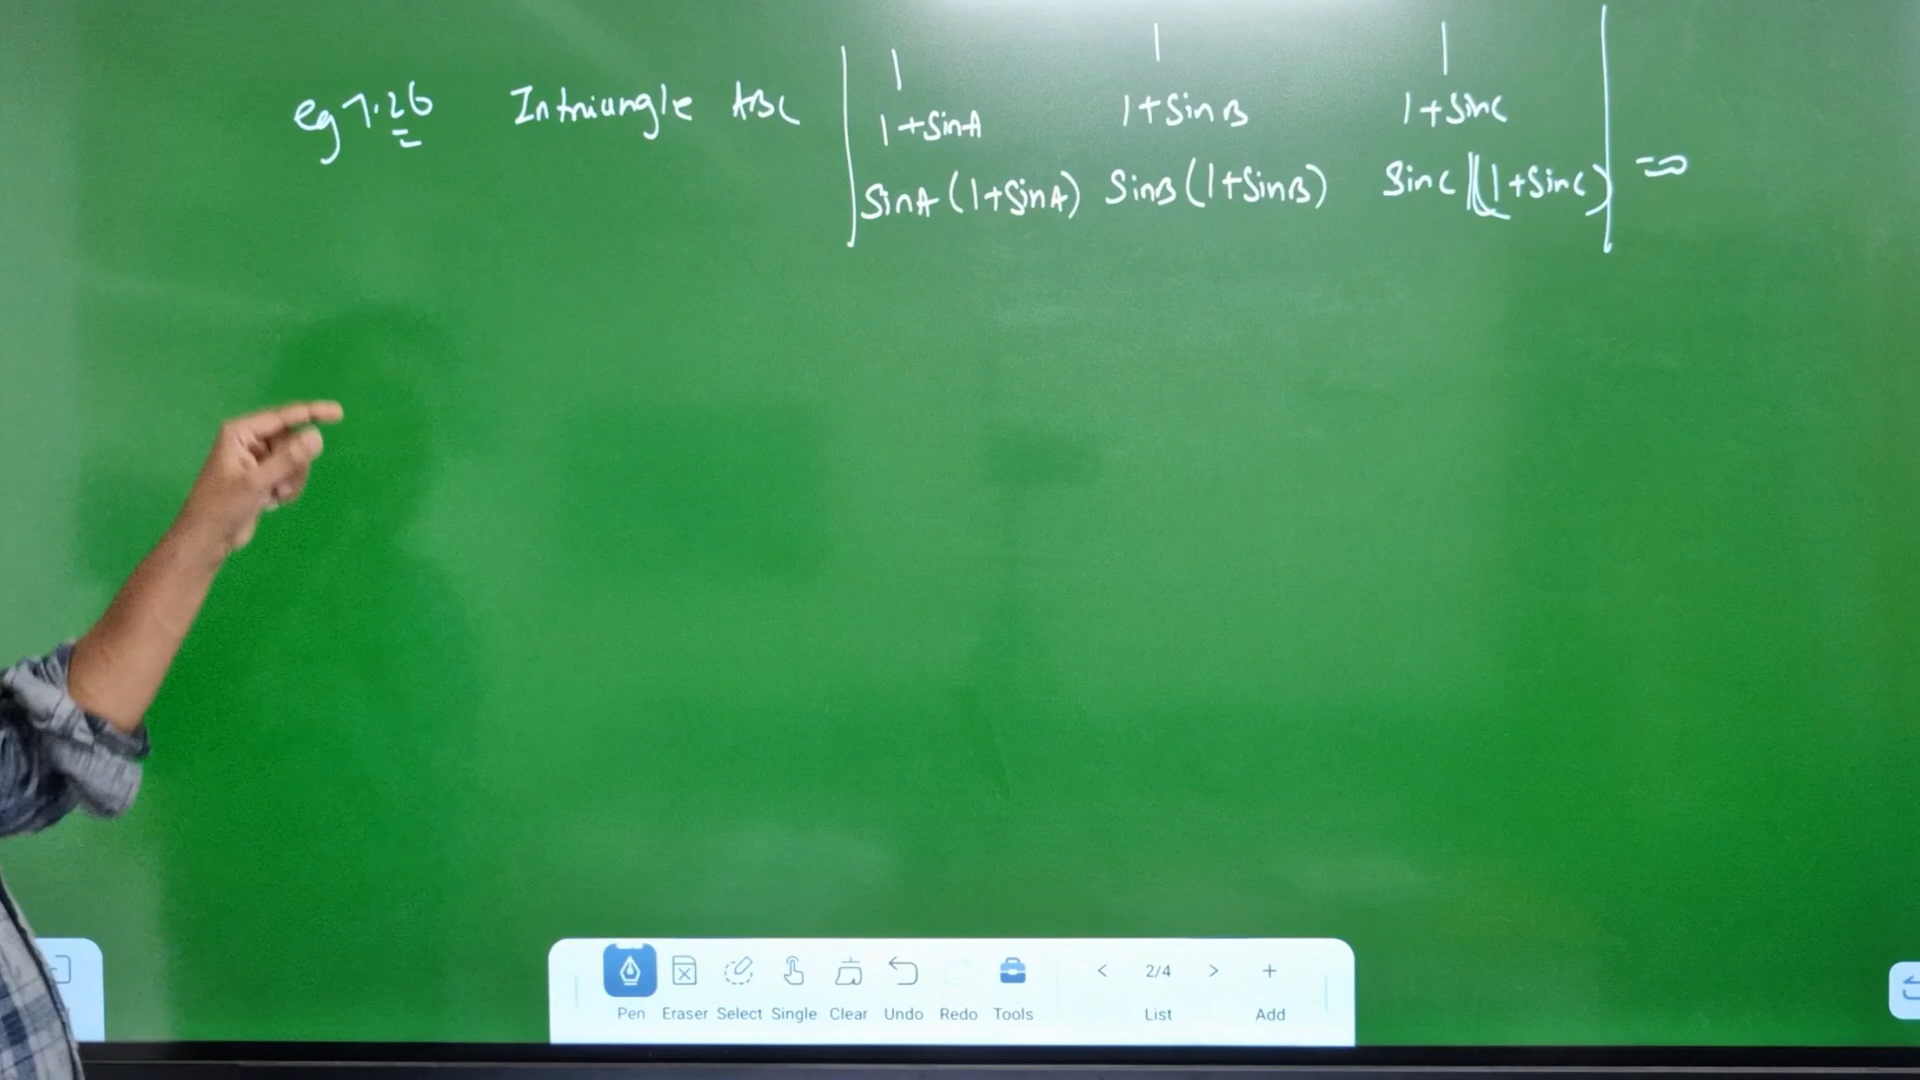 1 1 1
eg 7.26 In triangle ABC 1+sinA 1+sinB 1+sinC
sinA(1+sinA) sinB(1+sinB) sinC(1+sinC) =0
2/4
Pen Eraser Select Single Clear Undo Redo Tools List Add